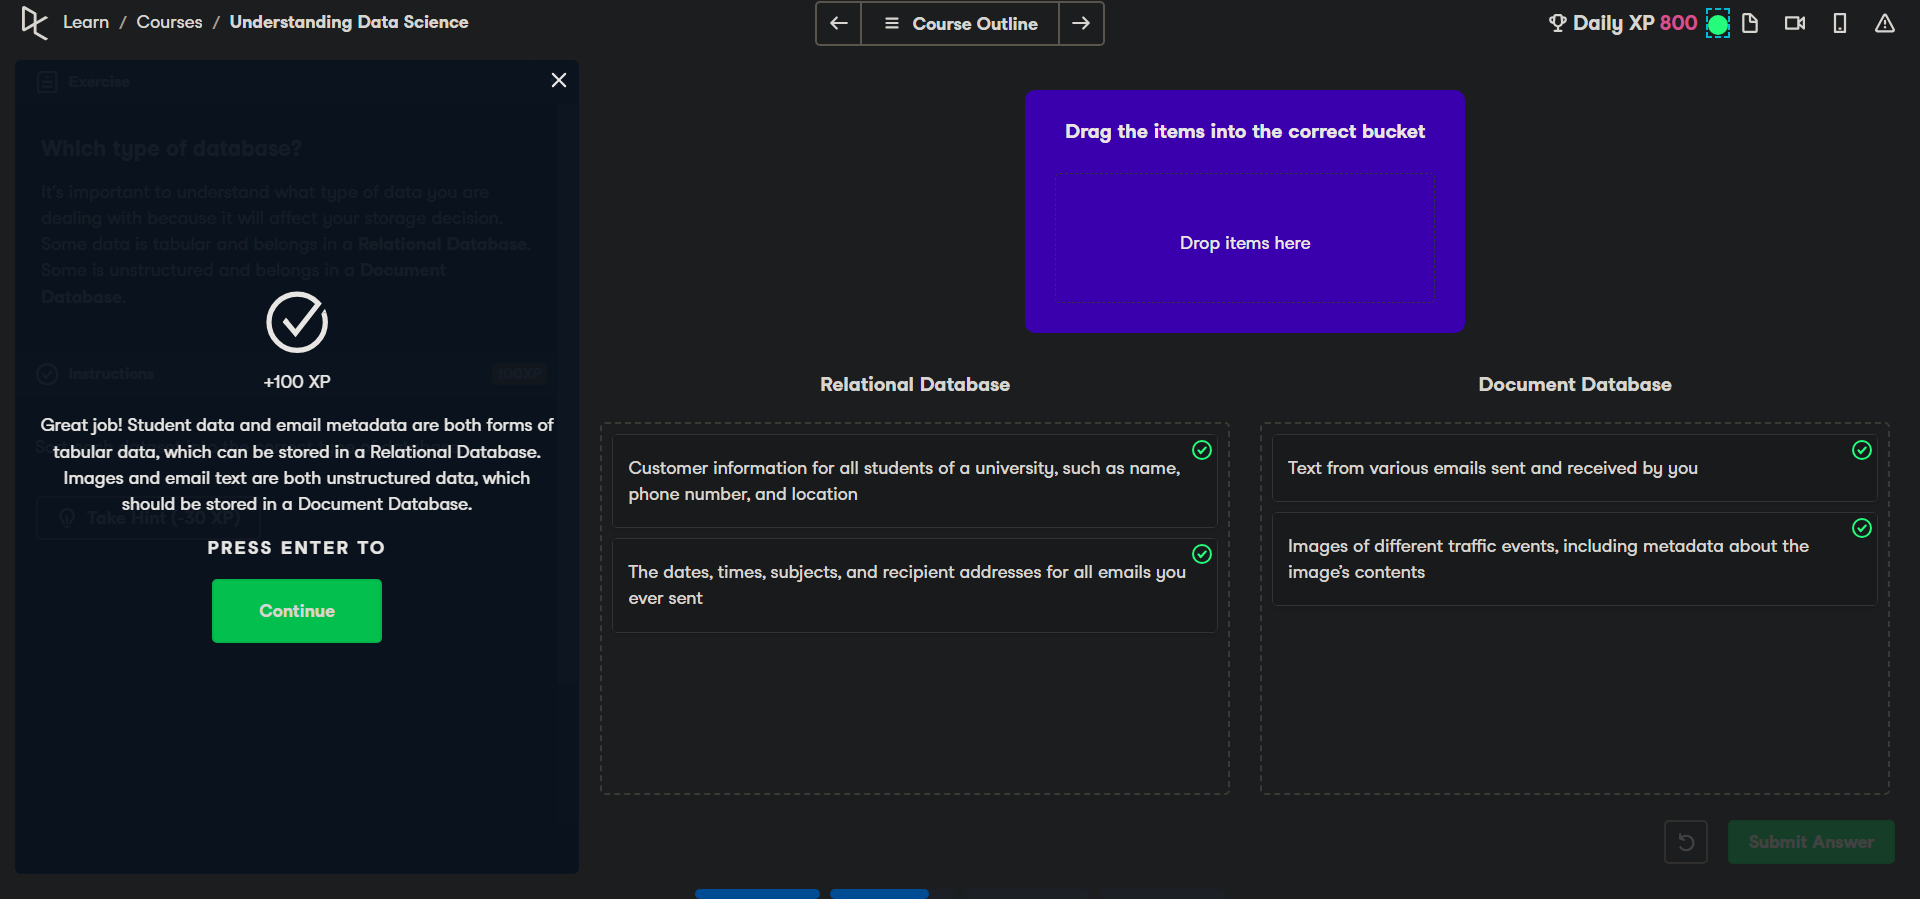 Learn / Courses / Understanding Data Science
Course Outline
Daily XP 800
Exercise
Which type of database?
It's important to understand what type of data you are
dealing with because it will affect your storage decision.
Some data is tabular and belongs in a Relational Database.
Some is unstructured and belongs in a Document
Database.
Instructions
100XP
+100 XP
Great job! Student data and email metadata are both forms of
tabular data, which can be stored in a Relational Database.
Images and email text are both unstructured data, which
should be stored in a Document Database.
Take Hint (-30 XP)
PRESS ENTER TO
Continue
Drag the items into the correct bucket
Drop items here
Relational Database
Customer information for all students of a university, such as name,
phone number, and location
The dates, times, subjects, and recipient addresses for all emails you
ever sent
Document Database
Text from various emails sent and received by you
Images of different traffic events, including metadata about the
image's contents
Submit Answer